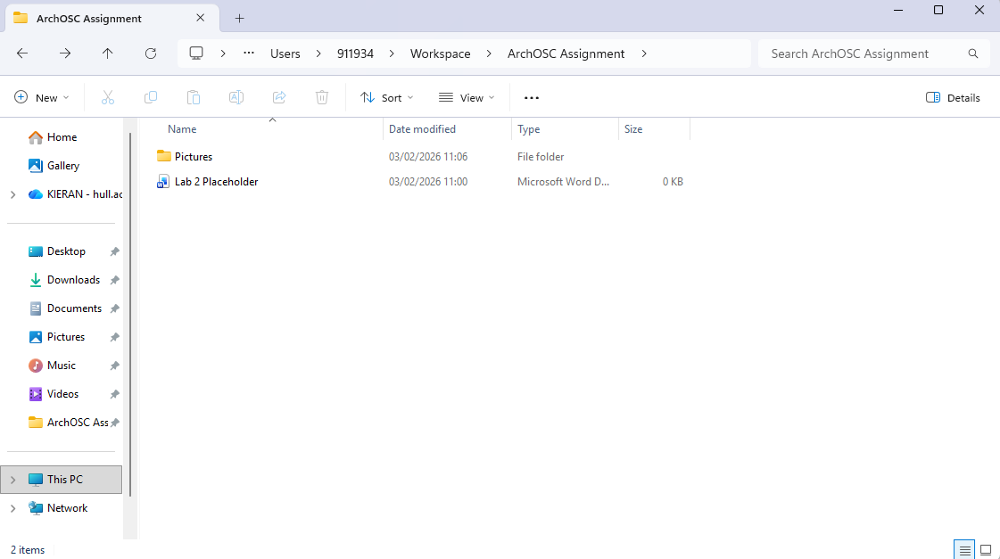 ArchOSC Assignment
Users > 911934 > Workspace > ArchOSC Assignment >
Search ArchOSC Assignment
New
Sort
View
Details
Name Date modified Type Size
Pictures 03/02/2026 11:06 File folder
Lab 2 Placeholder 03/02/2026 11:00 Microsoft Word D... 0 KB
Home
Gallery
KIERAN - hull.ac
Desktop
Downloads
Documents
Pictures
Music
Videos
ArchOSC Ass
This PC
Network
2 items